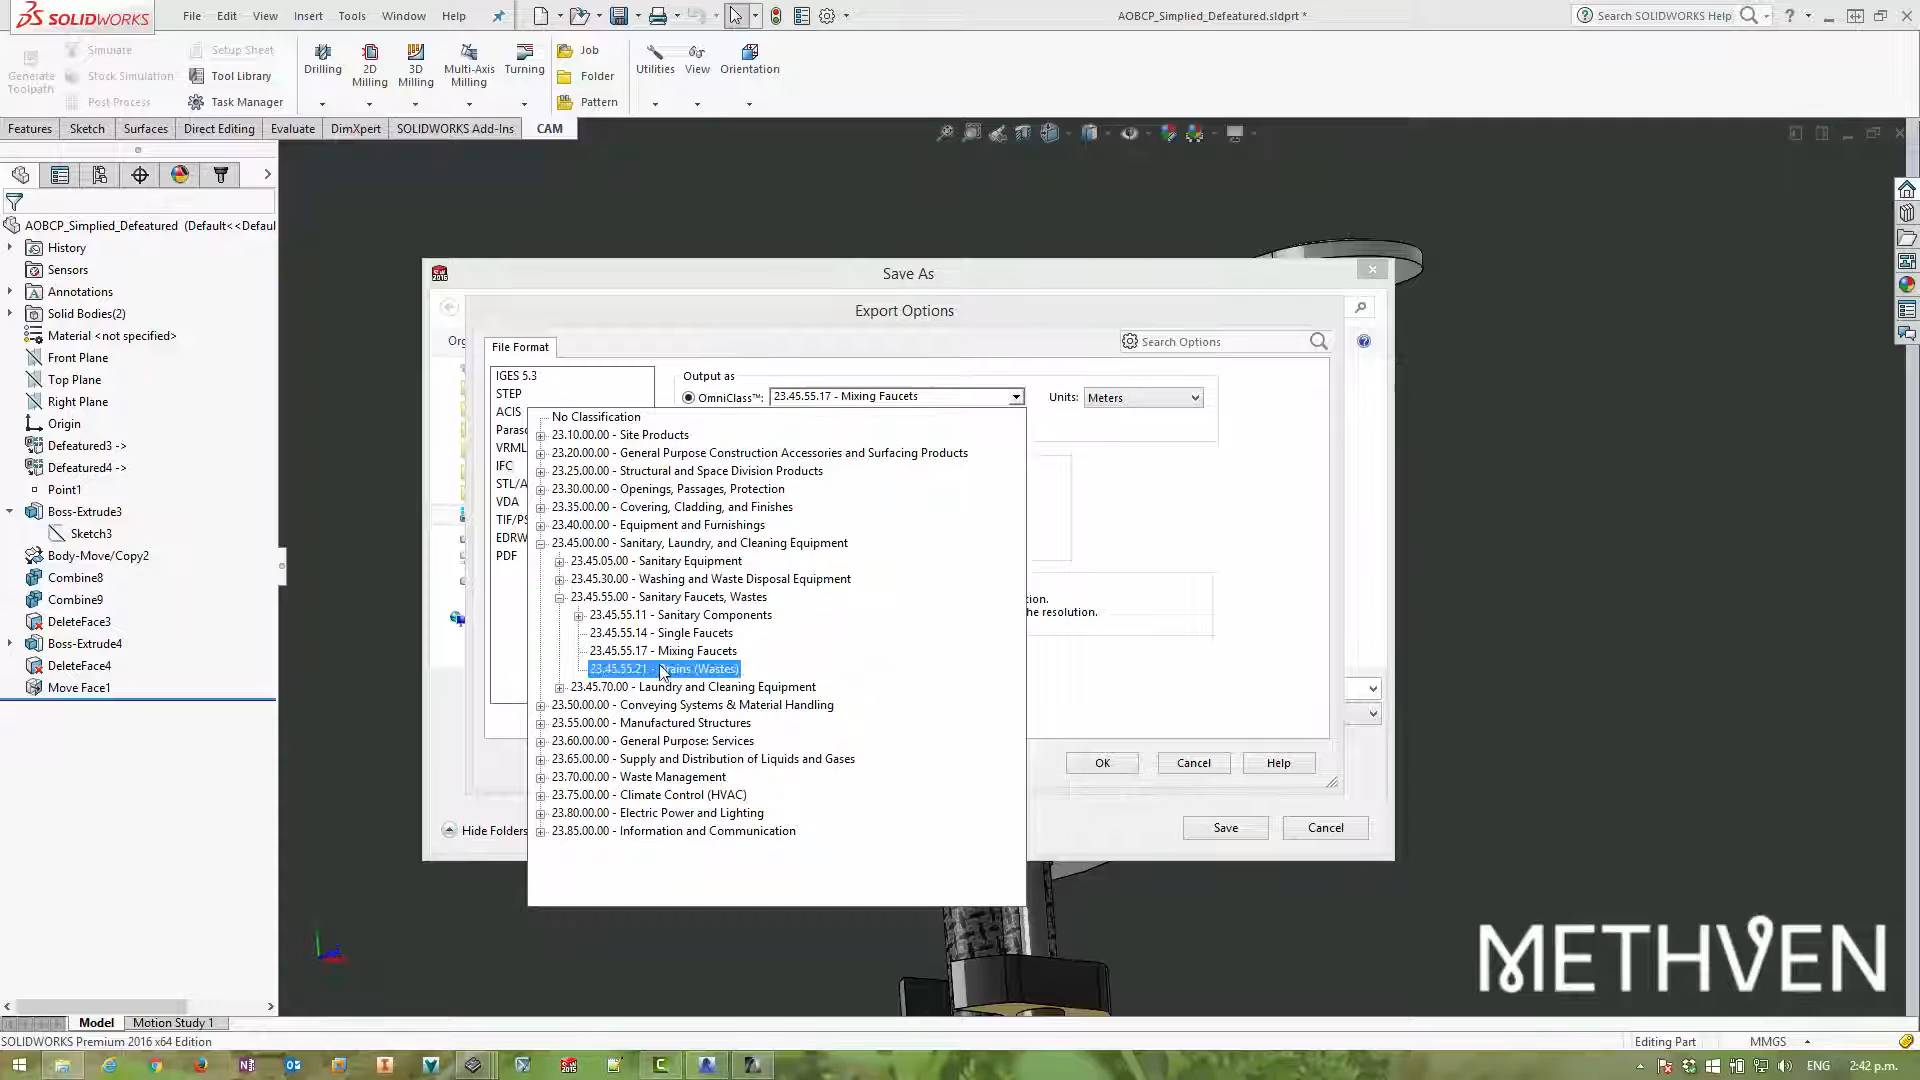 SOLIDWORKS File Edit View Insert Tools Window Help AOBCP_Simplied_Defeatured.sldprt * Search SOLIDWORKS Help
Generate Toolpath
Simulate
Stock Simulation
Post Process
Setup Sheet
Tool Library
Task Manager
Drilling
2D Milling
3D Milling
Multi-Axis Milling
Turning
Job
Folder
Pattern
Utilities
View
Orientation
Features Sketch Surfaces Direct Editing Evaluate DimXpert SOLIDWORKS Add-Ins CAM
AOBCP_Simplied_Defeatured (Default<<Defau
History
Sensors
Annotations
Solid Bodies(2)
Material <not specified>
Front Plane
Top Plane
Right Plane
Origin
Defeatured3 ->
Defeatured4 ->
Point1
Boss-Extrude3
Sketch3
Body-Move/Copy2
Combine8
Combine9
DeleteFace3
Boss-Extrude4
DeleteFace4
Move Face1
Save As
Export Options
Org
File Format
Search Options
IGES 5.3
STEP
ACIS
Paraso
VRML
IFC
STL/A
VDA
TIF/PS
EDRW
PDF
Output as
OmniClass™: 23.45.55.17 - Mixing Faucets
Units: Meters
No Classification
23.10.00.00 - Site Products
23.20.00.00 - General Purpose Construction Accessories and Surfacing Products
23.25.00.00 - Structural and Space Division Products
23.30.00.00 - Openings, Passages, Protection
23.35.00.00 - Covering, Cladding, and Finishes
23.40.00.00 - Equipment and Furnishings
23.45.00.00 - Sanitary, Laundry, and Cleaning Equipment
23.45.05.00 - Sanitary Equipment
23.45.30.00 - Washing and Waste Disposal Equipment
23.45.55.00 - Sanitary Faucets, Wastes
23.45.55.11 - Sanitary Components
23.45.55.14 - Single Faucets
23.45.55.17 - Mixing Faucets
23.45.55.21 - Drains (Wastes)
23.45.70.00 - Laundry and Cleaning Equipment
23.50.00.00 - Conveying Systems & Material Handling
23.55.00.00 - Manufactured Structures
23.60.00.00 - General Purpose: Services
23.65.00.00 - Supply and Distribution of Liquids and Gases
23.70.00.00 - Waste Management
23.75.00.00 - Climate Control (HVAC)
23.80.00.00 - Electric Power and Lighting
23.85.00.00 - Information and Communication
tion.
the resolution.
OK Cancel Help
Hide Folders
Save Cancel
METHVEN
Model Motion Study 1
SOLIDWORKS Premium 2016 x64 Edition
Editing Part MMGS
ENG 2:42 p.m.